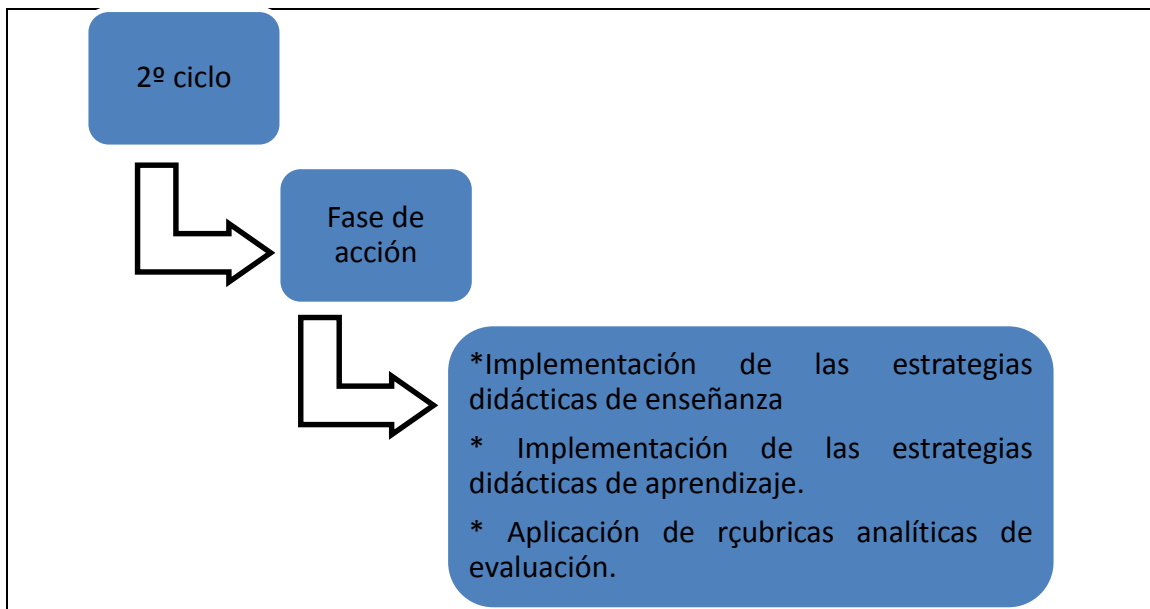 2º ciclo
Fase de
acción
*Implementación de las estrategias
didácticas de enseñanza
* Implementación de las estrategias
didácticas de aprendizaje.
* Aplicación de rçubricas analíticas de
evaluación.